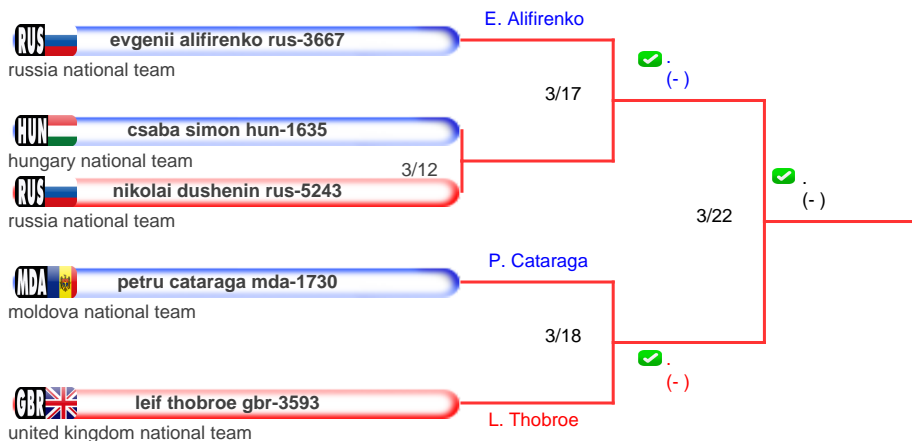 E. Alifirenko
RUS evgenii alifirenko rus-3667
russia national team
.
(- )
3/17
HUN csaba simon hun-1635
hungary national team
3/12
RUS nikolai dushenin rus-5243
russia national team
.
(- )
3/22
P. Cataraga
MDA petru cataraga mda-1730
moldova national team
3/18
.
(- )
GBR leif thobroe gbr-3593
L. Thobroe
united kingdom national team